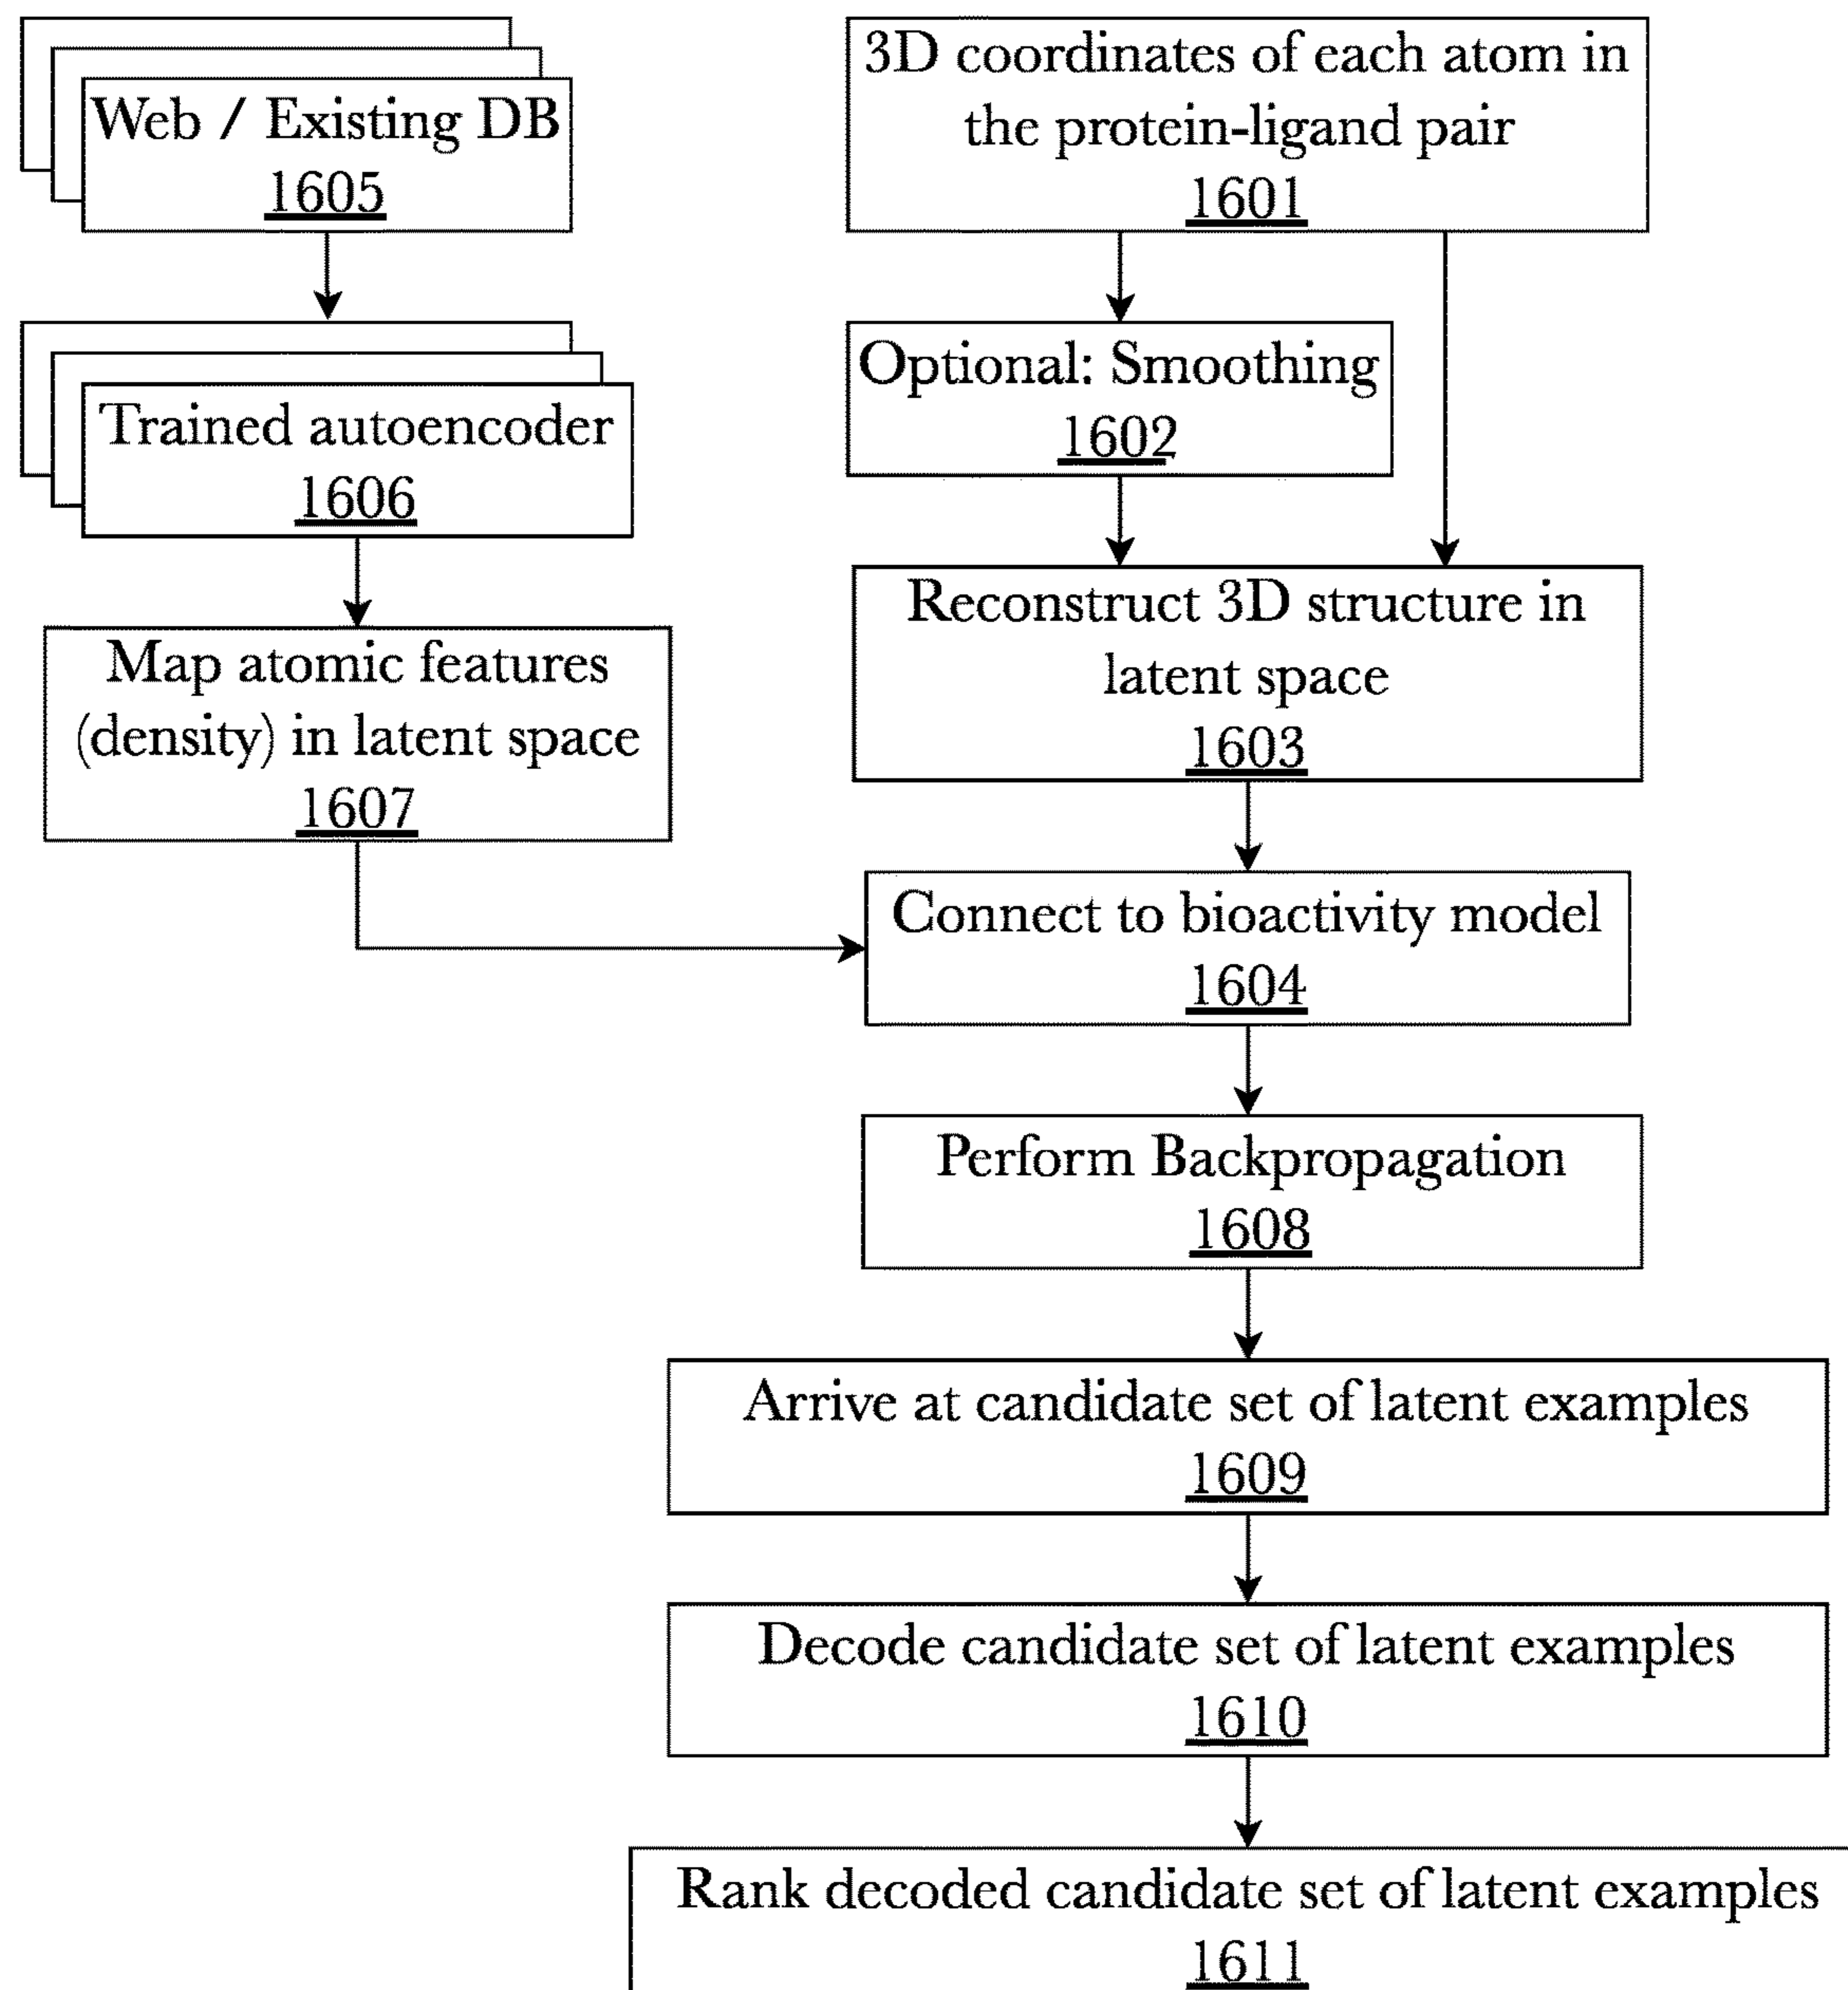 Web / Existing DB
1605
3D coordinates of each atom in
the protein-ligand pair
1601
Trained autoencoder
1606
Optional: Smoothing
1602
Map atomic features
(density) in latent space
1607
Reconstruct 3D structure in
latent space
1603
Connect to bioactivity model
1604
Perform Backpropagation
1608
Arrive at candidate set of latent examples
1609
Decode candidate set of latent examples
1610
Rank decoded candidate set of latent examples
1611